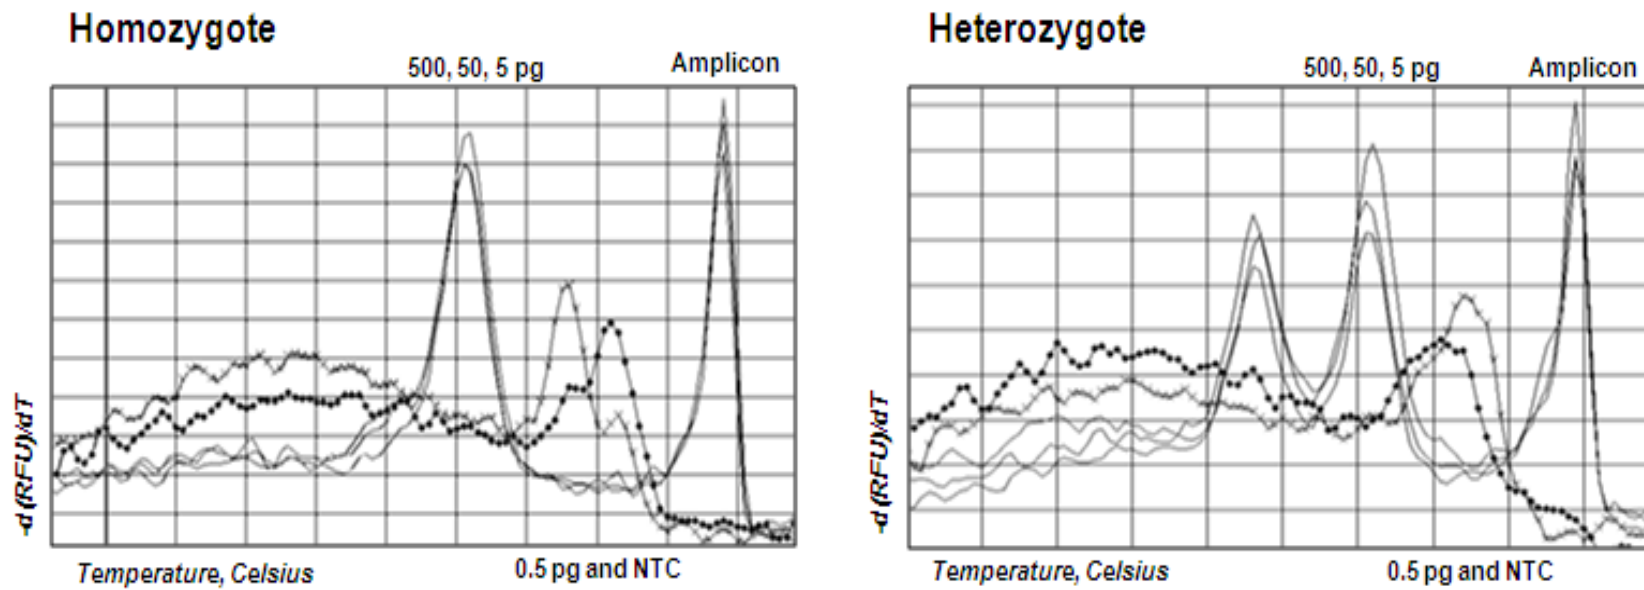 Homozygote
500, 50, 5 pg
Amplicon
-d (RFU)/dT
Temperature, Celsius
0.5 pg and NTC
Heterozygote
500, 50, 5 pg
Amplicon
-d (RFU)/dT
Temperature, Celsius
0.5 pg and NTC